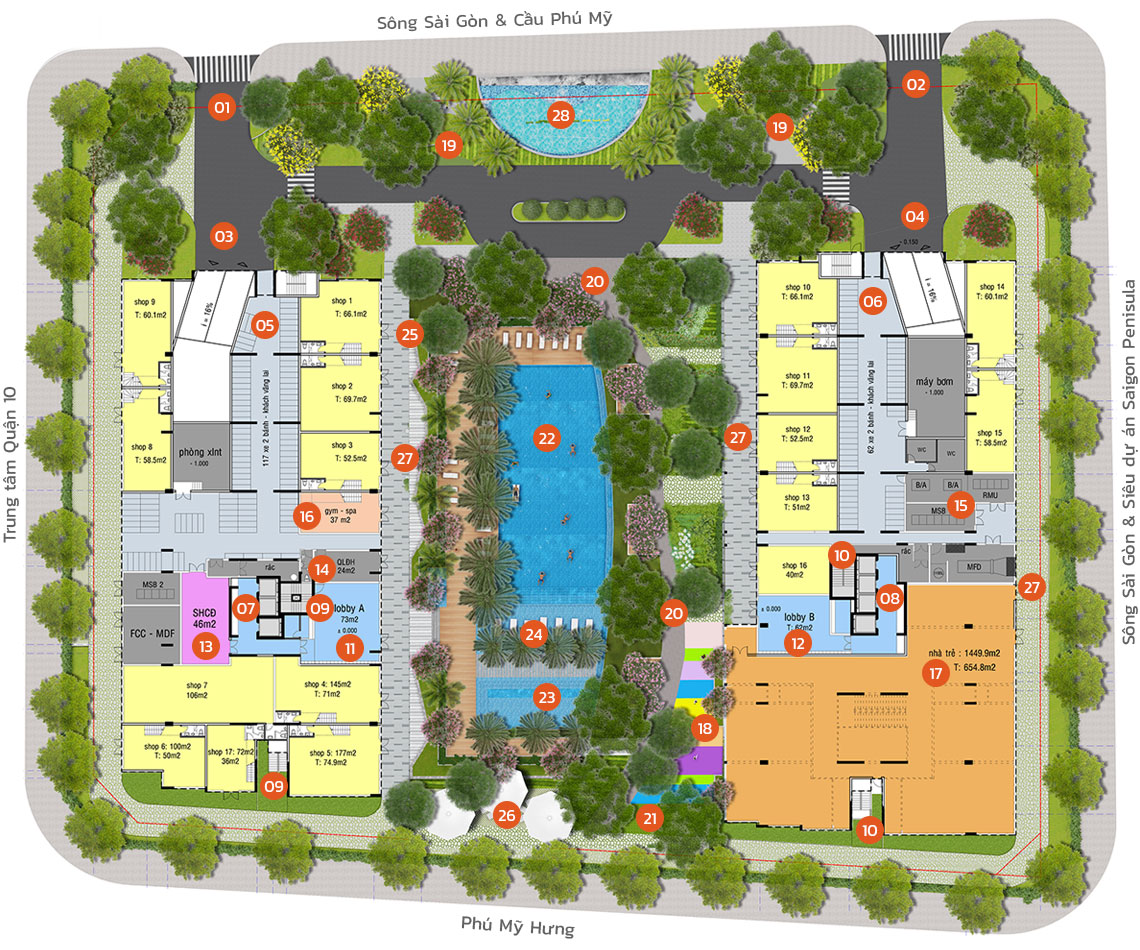 Sông Sài Gòn & Cầu Phú Mỹ
01
02
28
19
19
03
04
- 0.150
20
shop 9
T: 60.1m2
i = 16%
05
shop 1
66.1m2
25
shop 10
T: 66.1m2
06
i = 16%
shop 14
T: 60.1m2
shop 2
T: 69.7m2
117 xe 2 bánh - khách vãng lai
shop 11
T: 69.7m2
62 xe 2 bánh - khách vãng lai
máy bơm
- 1.000
shop 8
T: 58.5m2
phòng xlnt
- 1.000
shop 3
T: 52.5m2
27
22
27
shop 12
T: 52.5m2
shop 15
T: 58.5m2
WC
WC
16
gym - spa
37 m2
shop 13
T: 51m2
B/A
B/A
RMU
MSB
15
rác
14
QLĐH
24m2
10
shop 16
40m2
rác
MFD
27
MSB 2
SHCĐ
46m2
07
09
lobby A
73m2
± 0.000
FCC - MDF
13
11
24
20
± 0.000
lobby B
T: 62m2
12
08
nhà trẻ : 1449.9m2
T: 654.8m2
17
shop 7
106m2
shop 4: 145m2
T: 71m2
23
18
shop 6: 100m2
T: 50m2
shop 17: 72m2
36m2
shop 5: 177m2
T: 74.9m2
09
26
21
10
Phú Mỹ Hưng
Trung tâm Quận 10
Sông Sài Gòn & Siêu dự án Saigon Penisula